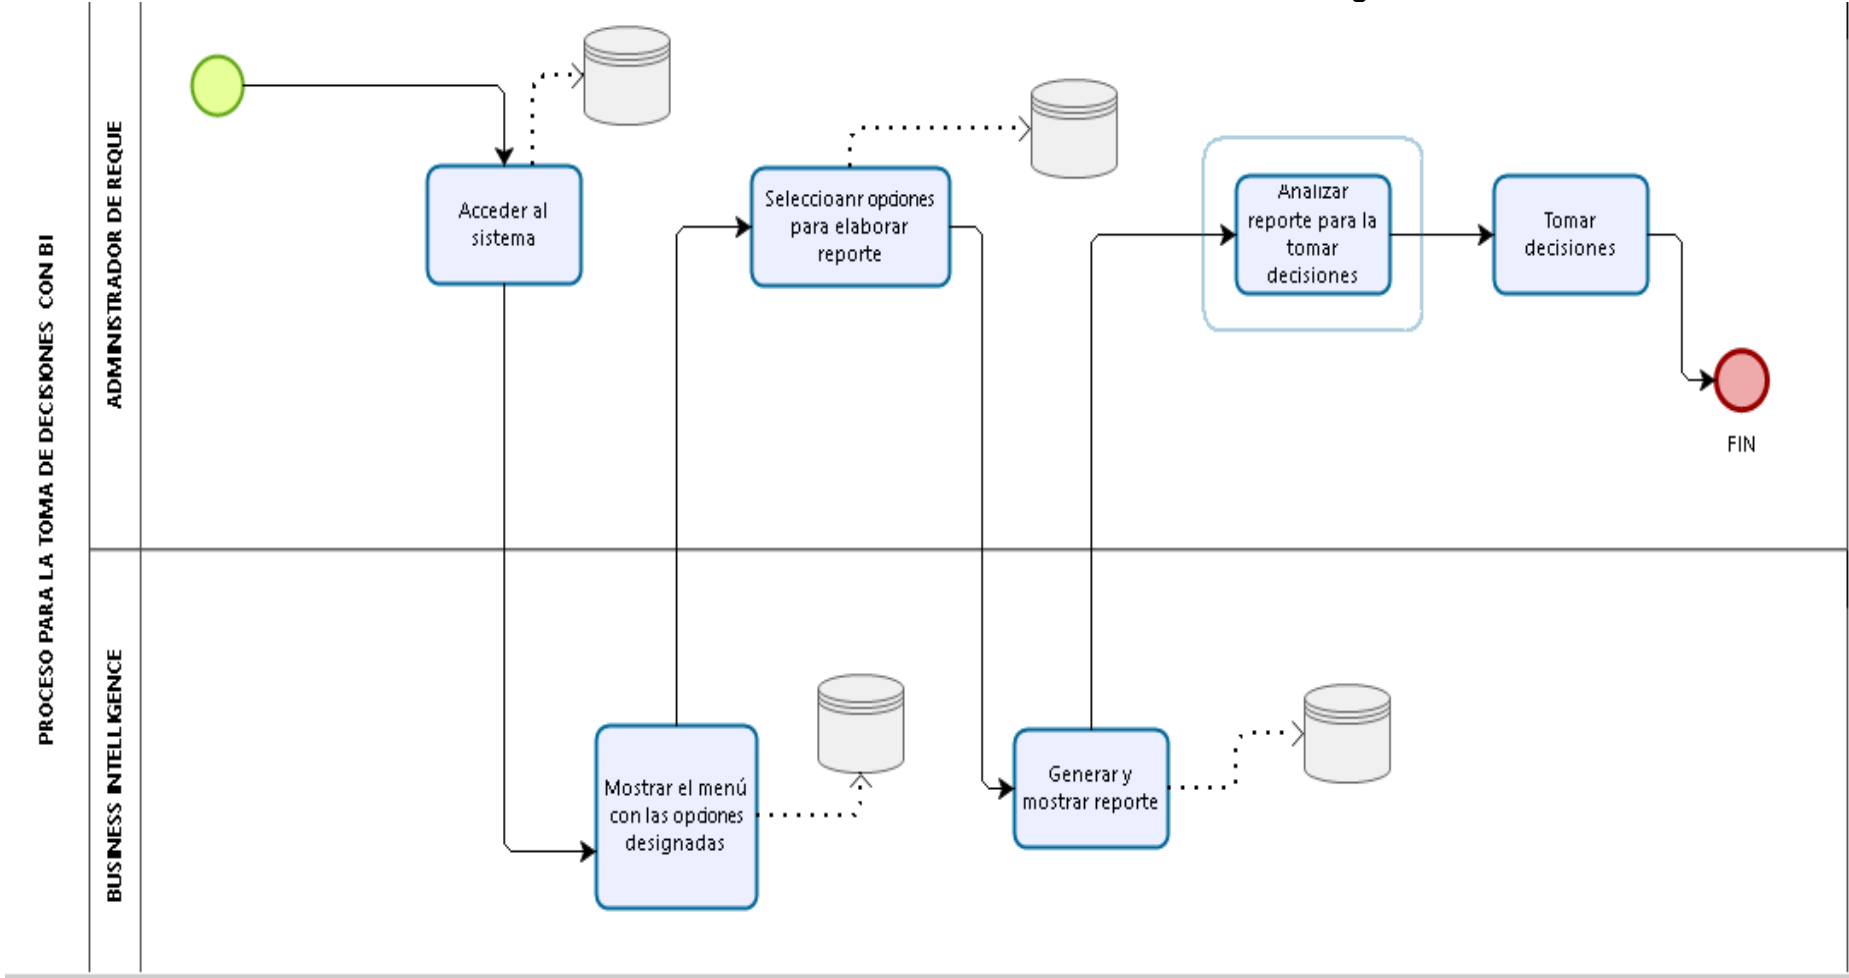 PROCESO PARA LA TOMA DE DECISIONES CON BI
ADMINISTRADOR DE REQUE
Acceder al
sistema
Seleccioanr opciones
para elaborar
reporte
Analizar
reporte para la
tomar
decisiones
Tomar
decisiones
FIN
BUSINESS INTELLIGENCE
Mostrar el menú
con las opciones
designadas
Generar y
mostrar reporte